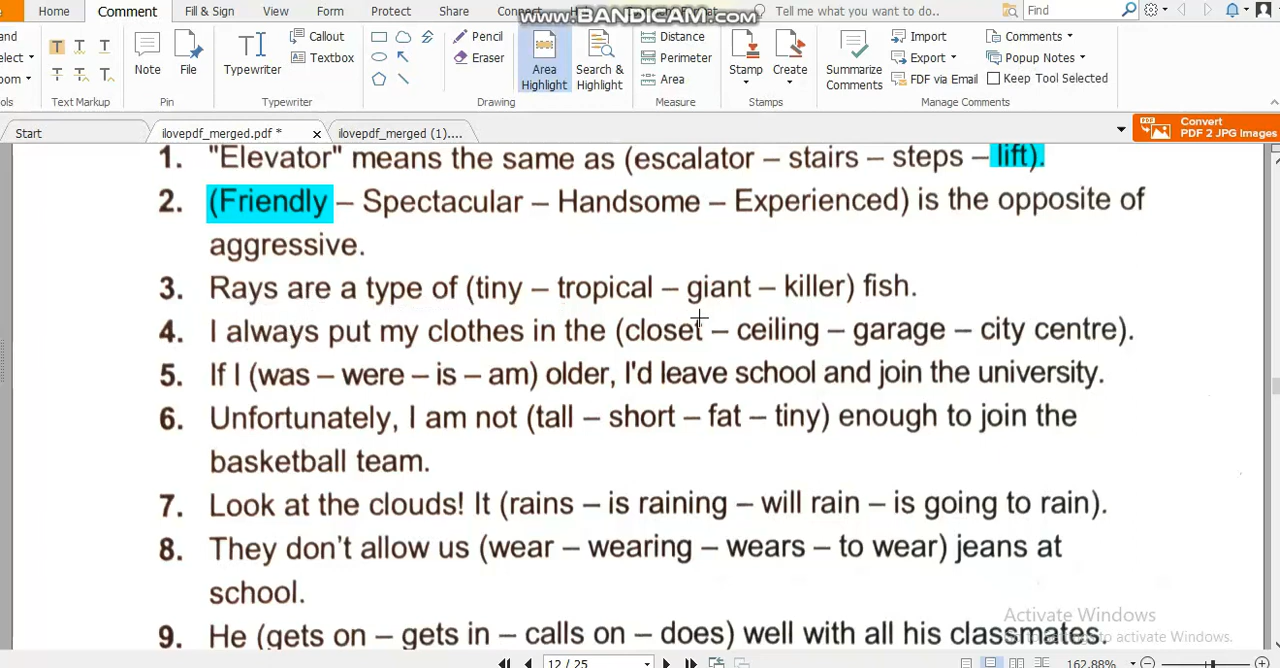 www.BANDICAM.com
Home Comment Fill & Sign View Form Protect Share Connect Tell me what you want to do.. Find
Callout Pencil Distance Import Comments
Note File Typewriter Textbox Eraser Area Highlight Search & Highlight Perimeter Area Stamp Create Summarize Comments Export Popup Notes
FDF via Email Keep Tool Selected
Text Markup Pin Typewriter Drawing Measure Stamps Manage Comments
Start ilovepdf_merged.pdf * ilovepdf_merged (1).... Convert PDF 2 JPG Images
1. "Elevator" means the same as (escalator – stairs – steps – lift).
2. (Friendly – Spectacular – Handsome – Experienced) is the opposite of
aggressive.
3. Rays are a type of (tiny – tropical – giant – killer) fish.
4. I always put my clothes in the (closet – ceiling – garage – city centre).
5. If I (was – were – is – am) older, I'd leave school and join the university.
6. Unfortunately, I am not (tall – short – fat – tiny) enough to join the
basketball team.
7. Look at the clouds! It (rains – is raining – will rain – is going to rain).
8. They don't allow us (wear – wearing – wears – to wear) jeans at
school.
Activate Windows
9. He (gets on – gets in – calls on – does) well with all his classmates.
12 / 25 162.88%